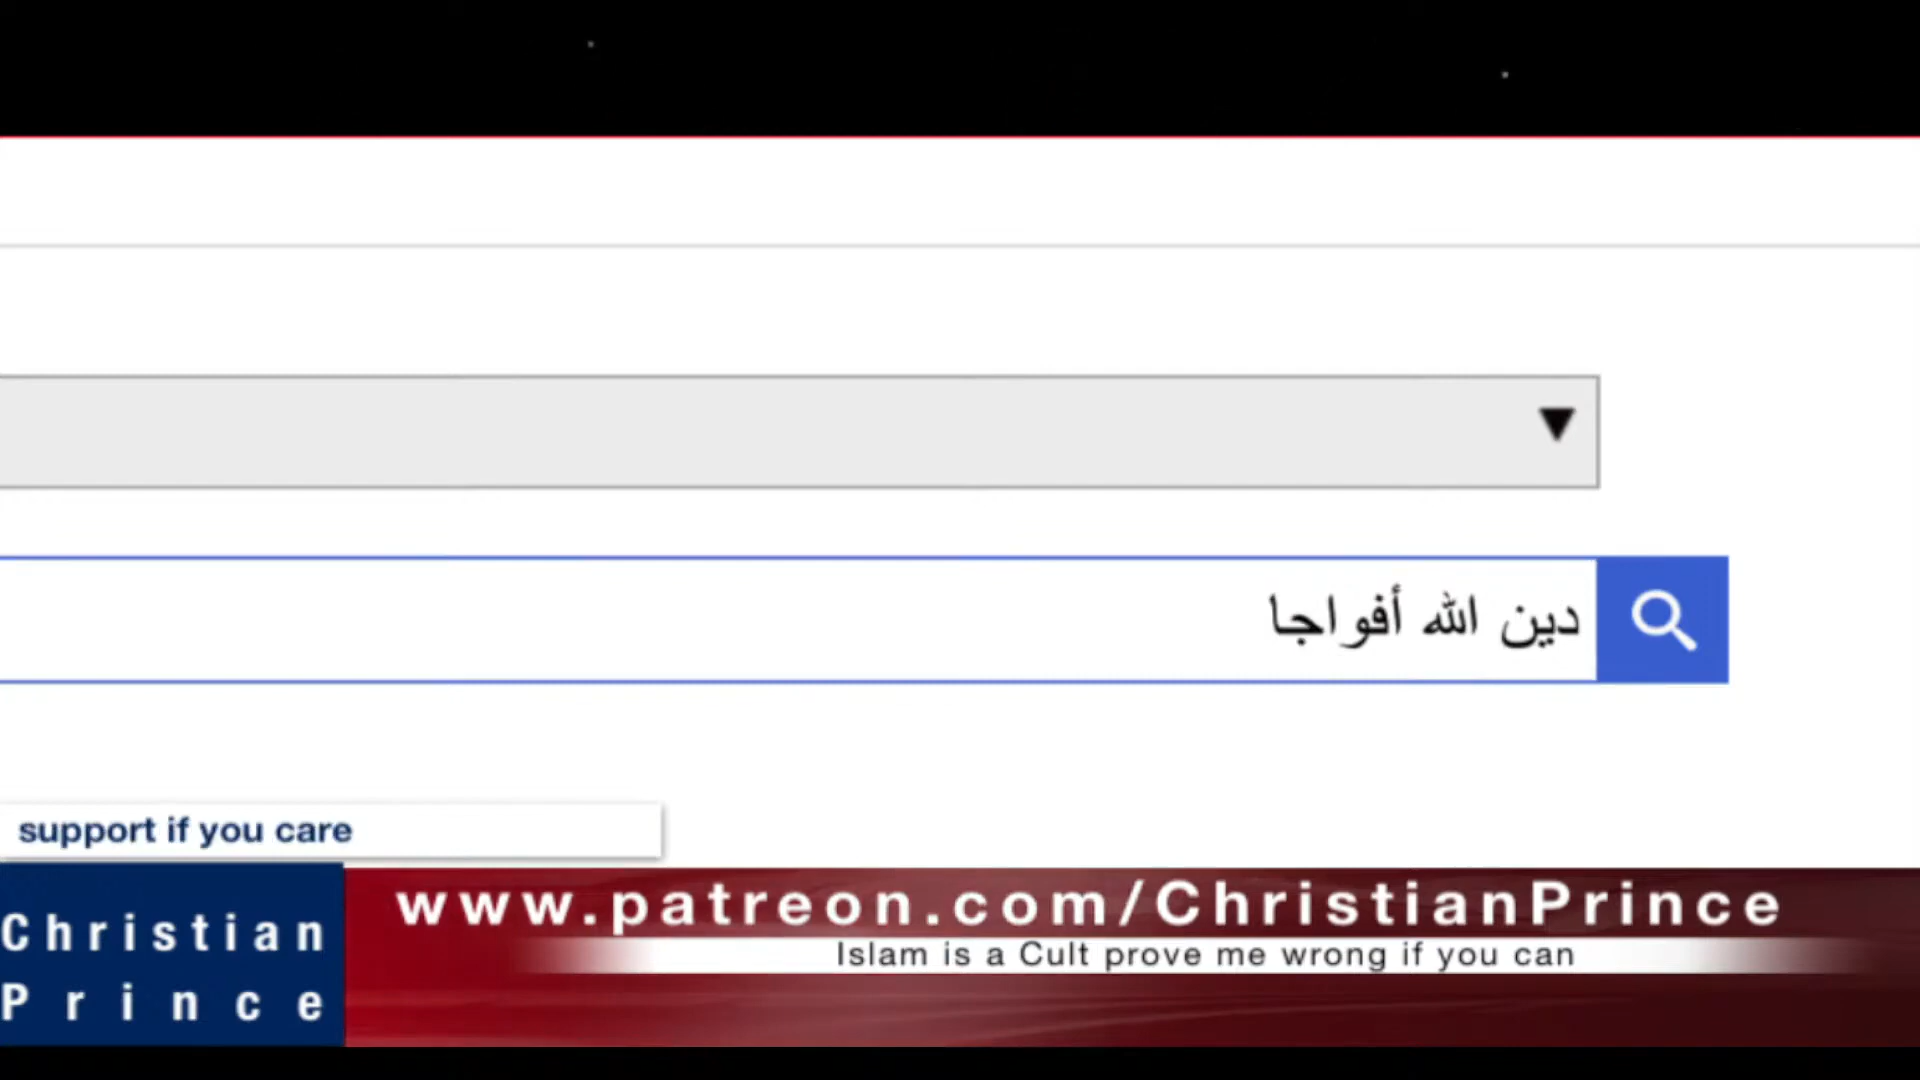 دين الله أفواجا
support if you care
Christian
Prince
www.patreon.com/ChristianPrince
Islam is a Cult prove me wrong if you can